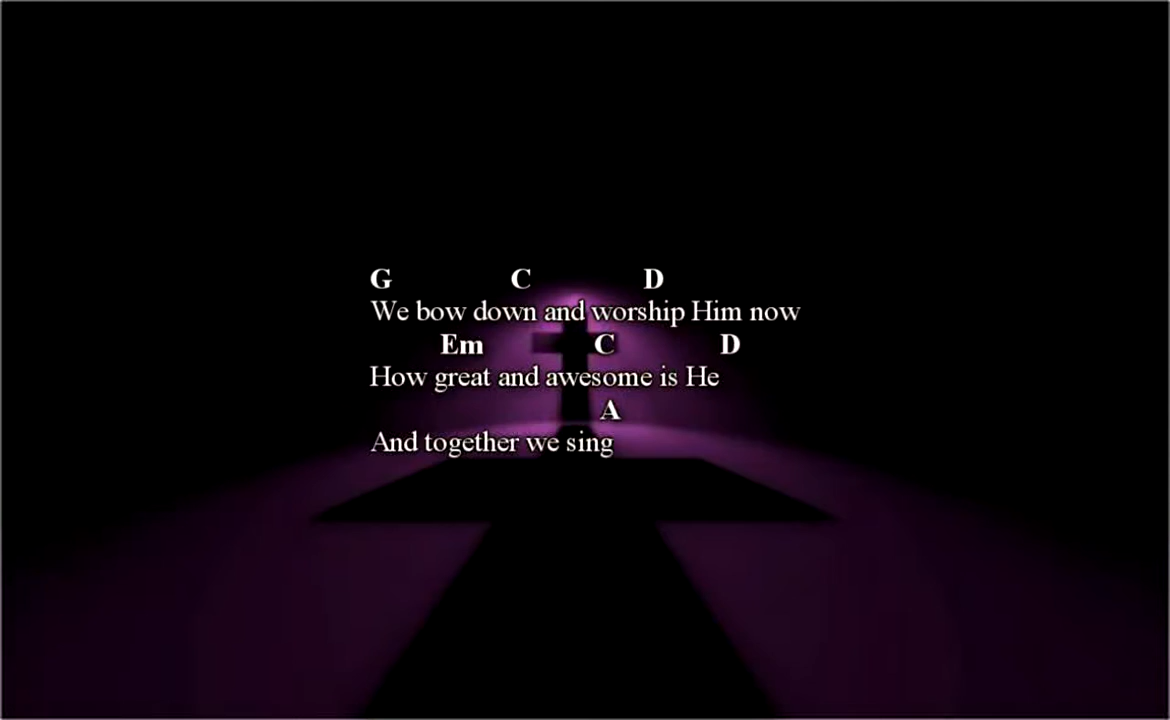 G C D
We bow down and worship Him now
Em C D
How great and awesome is He
A
And together we sing